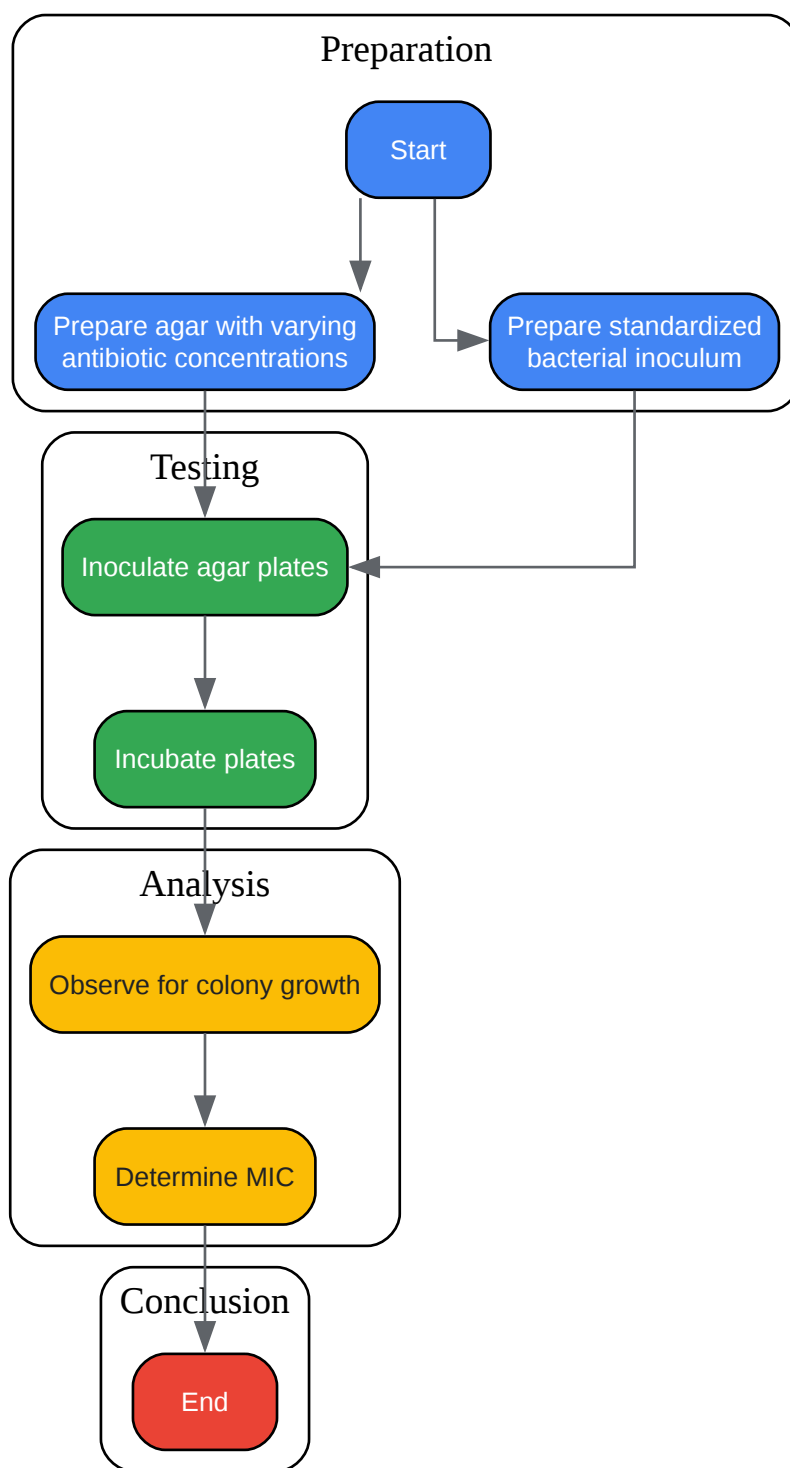 Preparation
Start
Prepare agar with varying
antibiotic concentrations
Prepare standardized
bacterial inoculum
Testing
Inoculate agar plates
Incubate plates
Analysis
Observe for colony growth
Determine MIC
Conclusion
End